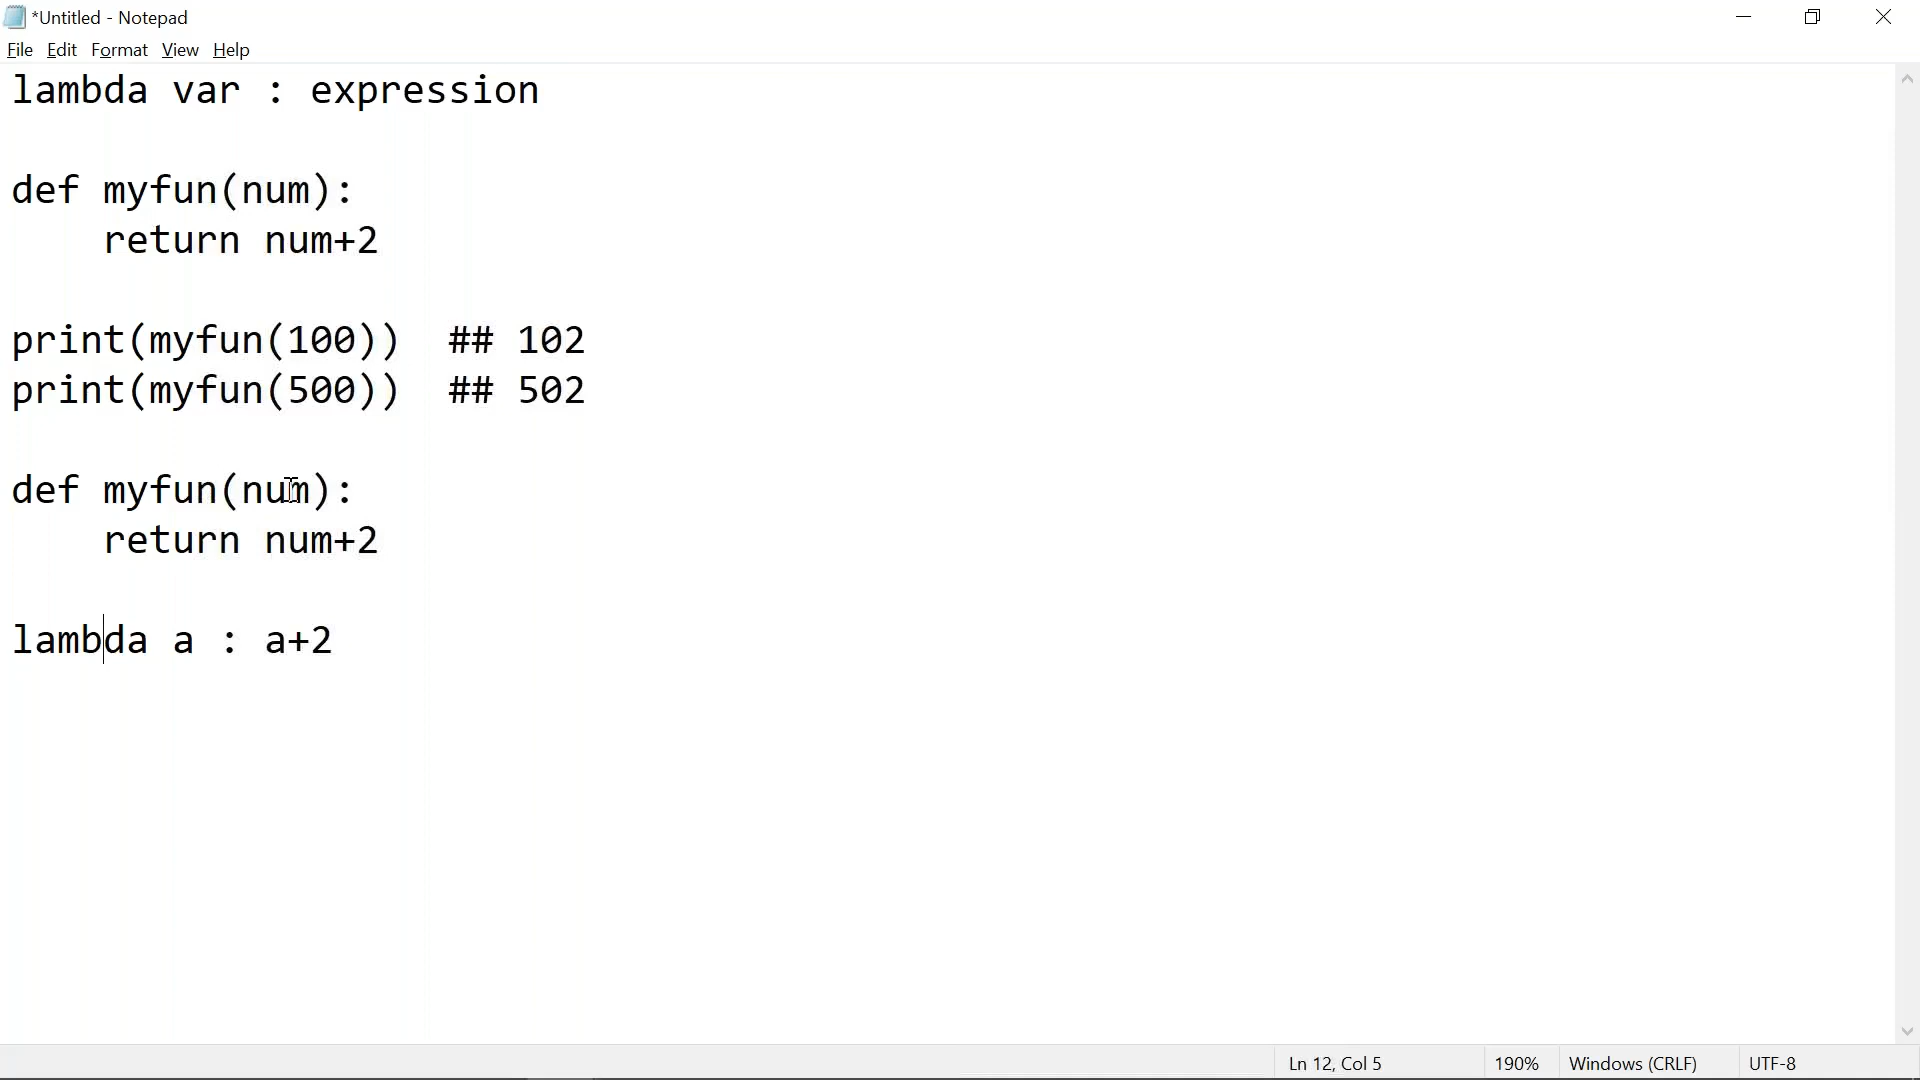 *Untitled - Notepad
File Edit Format View Help
lambda var : expression
def myfun(num):
    return num+2
print(myfun(100))  ## 102
print(myfun(500))  ## 502
def myfun(num):
    return num+2
lambda a : a+2
Ln 12, Col 5 190% Windows (CRLF) UTF-8